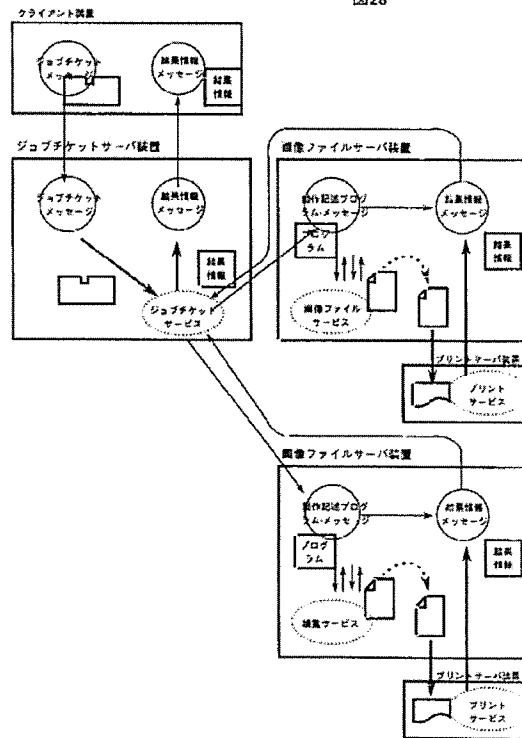 図28
クライアント装置
ジョブチケット
メッセージ
結果情報
メッセージ
結果
情報
ジョブチケットサーバ装置
ジョブチケット
メッセージ
結果情報
メッセージ
結果
情報
ジョブチケット
サービス
画像ファイルサーバ装置
動作記述プログ
ラム・メッセージ
プログ
ラム
結果情報
メッセージ
結果
情報
画像ファイル
サービス
プリントサーバ装置
プリント
サービス
画像ファイルサーバ装置
動作記述プログ
ラム・メッセージ
プログ
ラム
結果情報
メッセージ
結果
情報
サービス
プリントサーバ装置
プリント
サービス